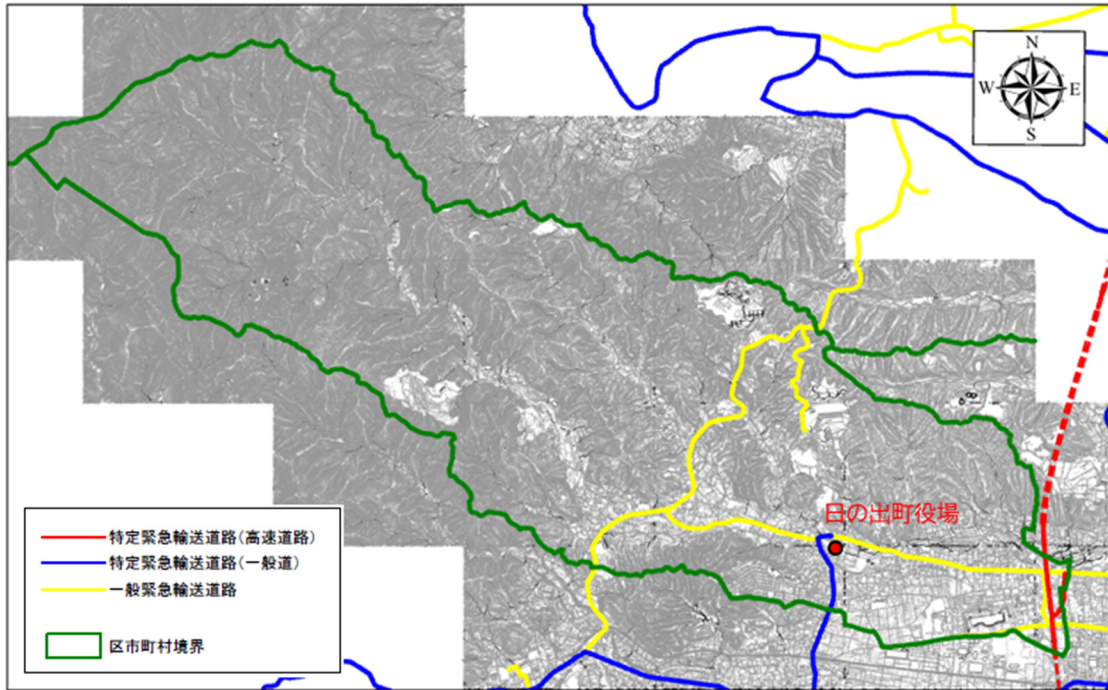 N
W E
S
日の出町役場
特定緊急輸送道路(高速道路)
特定緊急輸送道路(一般道)
一般緊急輸送道路
区市町村境界